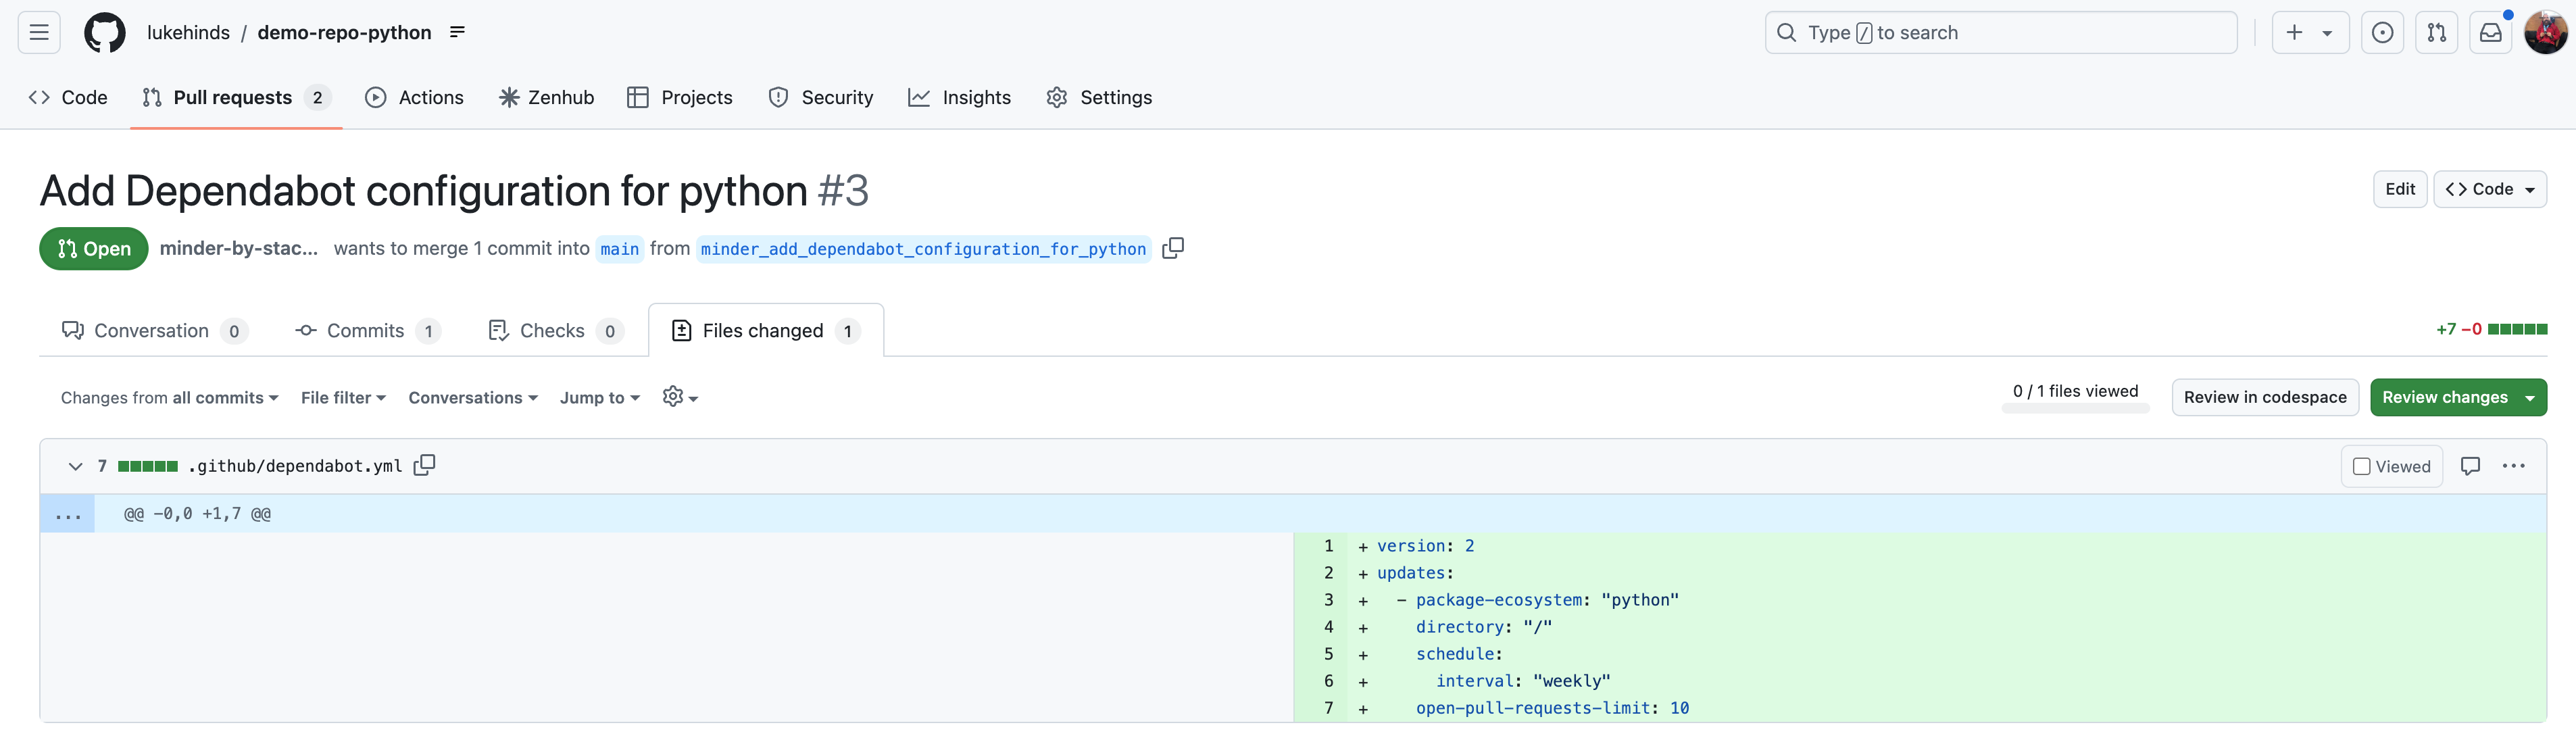 lukehinds / demo-repo-python
Type / to search
Code Pull requests 2 Actions Zenhub Projects Security Insights Settings
Add Dependabot configuration for python #3
Edit <> Code
Open minder-by-stac... wants to merge 1 commit into main from minder_add_dependabot_configuration_for_python
Conversation 0 Commits 1 Checks 0 Files changed 1
+7 −0
Changes from all commits File filter Conversations Jump to
0 / 1 files viewed
Review in codespace
Review changes
7 .github/dependabot.yml
Viewed
... @@ -0,0 +1,7 @@
1 + version: 2
2 + updates:
3 + - package-ecosystem: "python"
4 + directory: "/"
5 + schedule:
6 + interval: "weekly"
7 + open-pull-requests-limit: 10